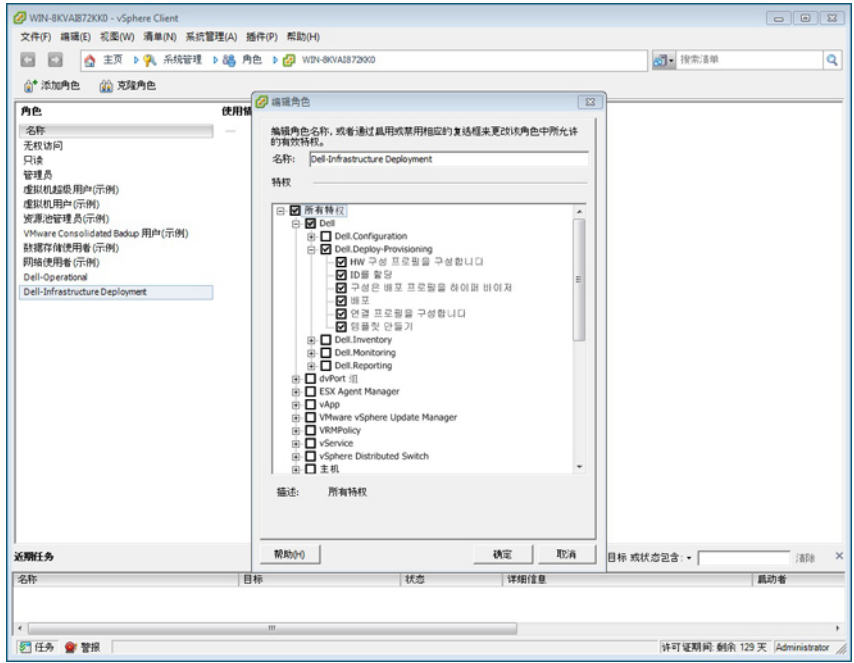 WIN-8KVAI872KK0 - vSphere Client
文件(F) 编辑(E) 视图(W) 清单(N) 系统管理(A) 插件(P) 帮助(H)
主页 系统管理 角色 WIN-8KVAI872KK0 搜索清单
添加角色 克隆角色
角色
名称
无权访问
只读
管理员
虚拟机超级用户(示例)
虚拟机用户(示例)
资源池管理员(示例)
VMware Consolidated Backup 用户(示例)
数据存储使用者(示例)
网络使用者(示例)
Dell-Operational
Dell-Infrastructure Deployment
使用情
编辑角色
编辑角色名称，或者通过启用或禁用相应的复选框来更改该角色中所允许
的有效特权。
名称: Dell-Infrastructure Deployment
特权
所有特权
Dell
Dell.Configuration
Dell.Deploy-Provisioning
HW 구성 프로필을 구성합니다
ID를 할당
구성은 배포 프로필을 하이퍼 바이저
배포
연결 프로필을 구성합니다
템플릿 만들기
Dell.Inventory
Dell.Monitoring
Dell.Reporting
dvPort 组
ESX Agent Manager
vApp
VMware vSphere Update Manager
VRMPolicy
vService
vSphere Distributed Switch
主机
描述: 所有特权
帮助(H) 确定 取消
近期任务 目标 或状态包含: 清除
名称 目标 状态 详细信息 启动者
任务 警报 许可证期间: 剩余 129 天 Administrator